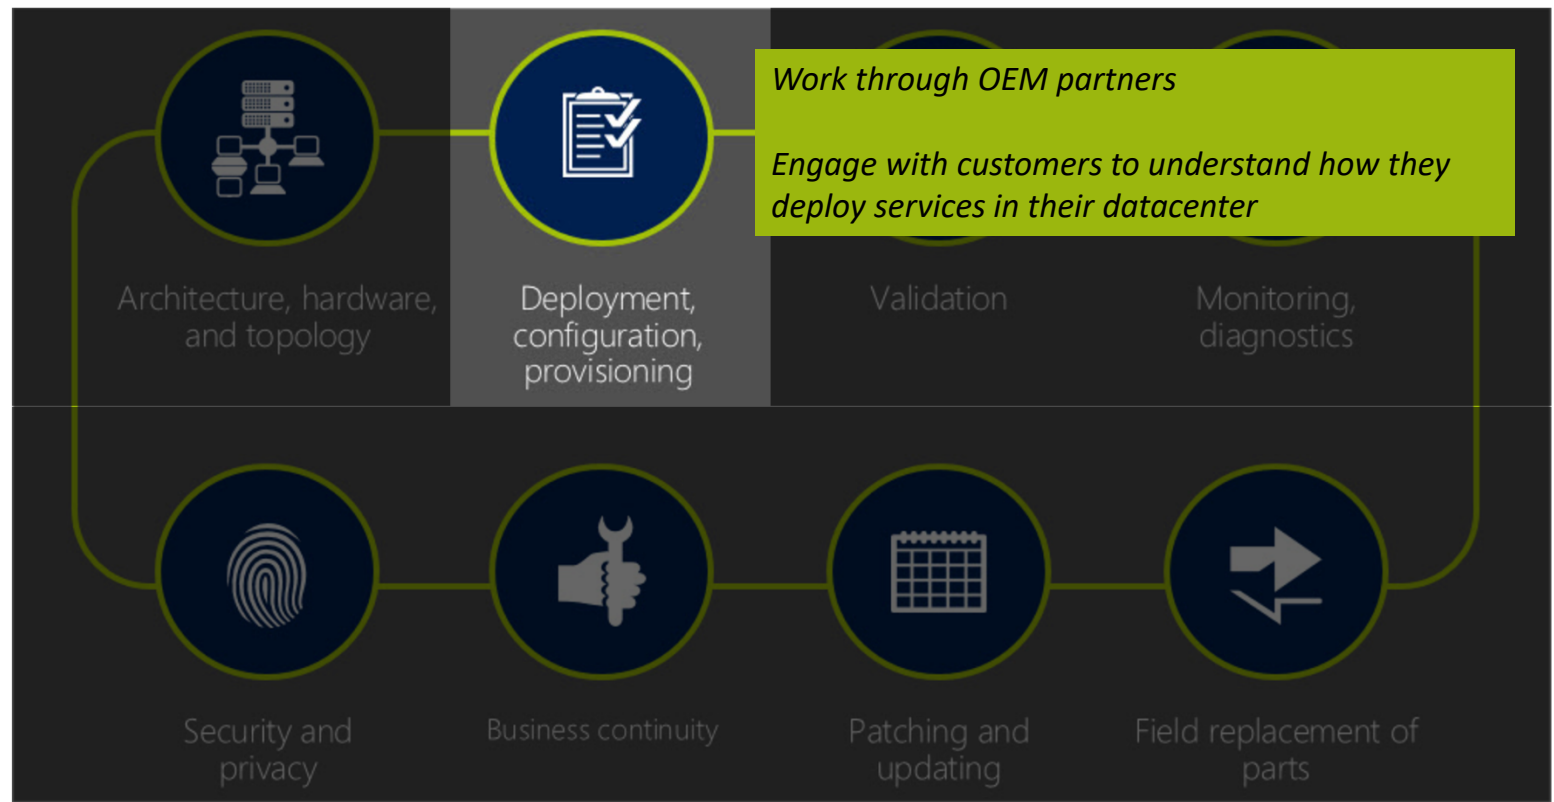 Work through OEM partners
Engage with customers to understand how they
deploy services in their datacenter
Architecture, hardware,
and topology
Deployment,
configuration,
provisioning
Validation
Monitoring,
diagnostics
Security and
privacy
Business continuity
Patching and
updating
Field replacement of
parts